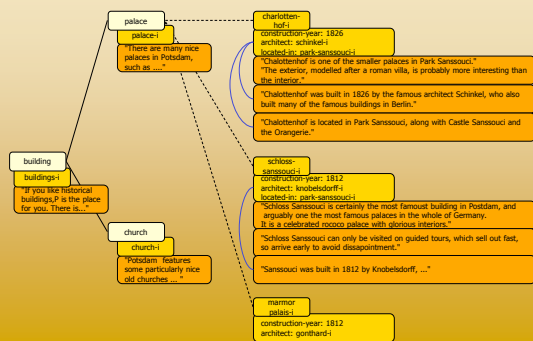 palace
palace-i
"There are many nice
palaces in Potsdam,
such as ...."
building
buildings-i
"If you like historical
buildings,P is the place
for you. There is..."
church
church-i
"Potsdam features
some particularly nice
old churches ... "
charlotten-
hof-i
construction-year: 1826
architect: schinkel-i
located-in: park-sanssouci-i
"Chalottenhof is one of the smaller palaces in Park Sanssouci."
"The exterior, modelled after a roman villa, is probably more interesting than
the interior."
"Chalottenhof was built in 1826 by the famous architect Schinkel, who also
built many of the famous buildings in Berlin."
"Chalottenhof is located in Park Sanssouci, along with Castle Sanssouci and
the Orangerie."
schloss-
sanssouci-i
construction-year: 1812
architect: knobelsdorf-i
located-in: park-sanssouci-i
"Schloss Sanssouci is certainly the most famoust building in Postdam, and
arguably one the most famous palaces in the whole of Germany.
It is a celebrated rococo palace with glorious interiors."
"Schloss Sanssouci can only be visited on guided tours, which sell out fast,
so arrive early to avoid dissapointment."
"Sanssouci was built in 1812 by Knobelsdorff, ..."
marmor
palais-i
construction-year: 1812
architect: gonthard-i